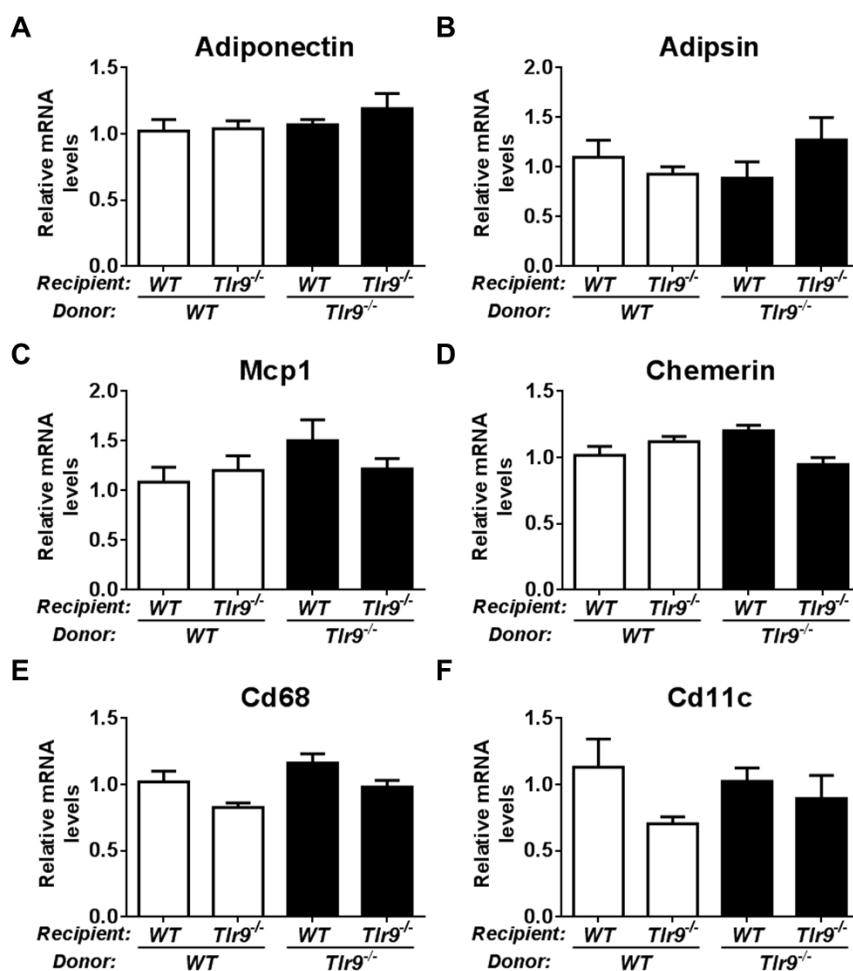 A
Adiponectin
Relative mRNA
levels
1.5
1.0
0.5
0.0
Recipient: WT Tlr9-/- WT Tlr9-/-
Donor: WT Tlr9-/-
B
Adipsin
Relative mRNA
levels
2.0
1.5
1.0
0.5
0.0
Recipient: WT Tlr9-/- WT Tlr9-/-
Donor: WT Tlr9-/-
C
Mcp1
Relative mRNA
levels
2.0
1.5
1.0
0.5
0.0
Recipient: WT Tlr9-/- WT Tlr9-/-
Donor: WT Tlr9-/-
D
Chemerin
Relative mRNA
levels
1.5
1.0
0.5
0.0
Recipient: WT Tlr9-/- WT Tlr9-/-
Donor: WT Tlr9-/-
E
Cd68
Relative mRNA
levels
1.5
1.0
0.5
0.0
Recipient: WT Tlr9-/- WT Tlr9-/-
Donor: WT Tlr9-/-
F
Cd11c
Relative mRNA
levels
1.5
1.0
0.5
0.0
Recipient: WT Tlr9-/- WT Tlr9-/-
Donor: WT Tlr9-/-